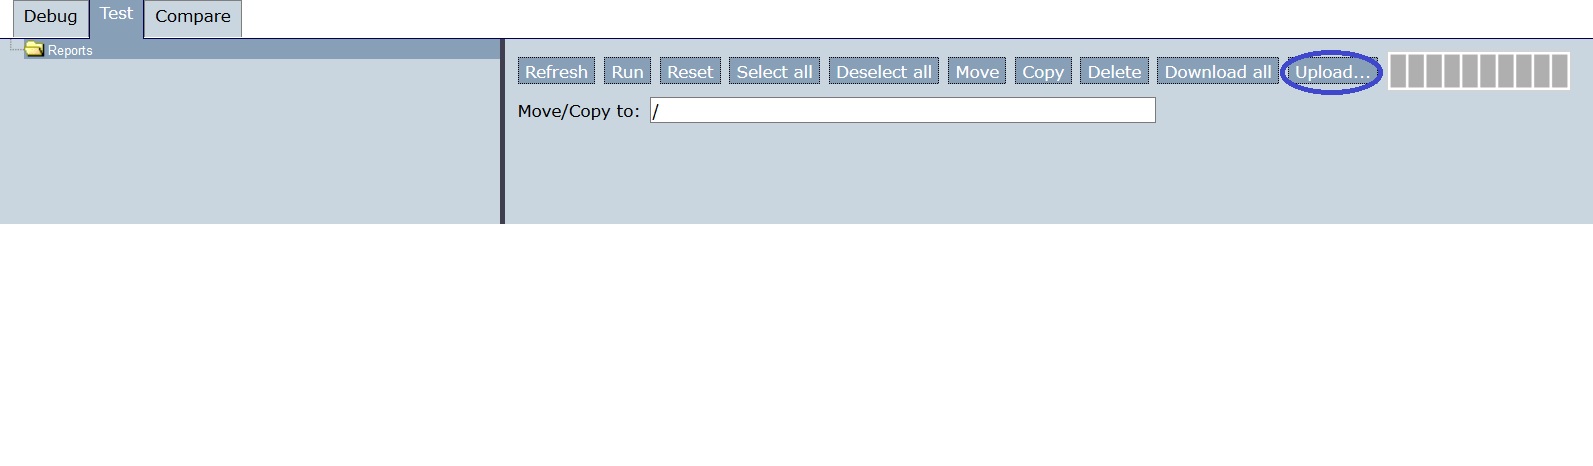 Debug Test Compare
Reports
Refresh Run Reset Select all Deselect all Move Copy Delete Download all Upload...
Move/Copy to: /